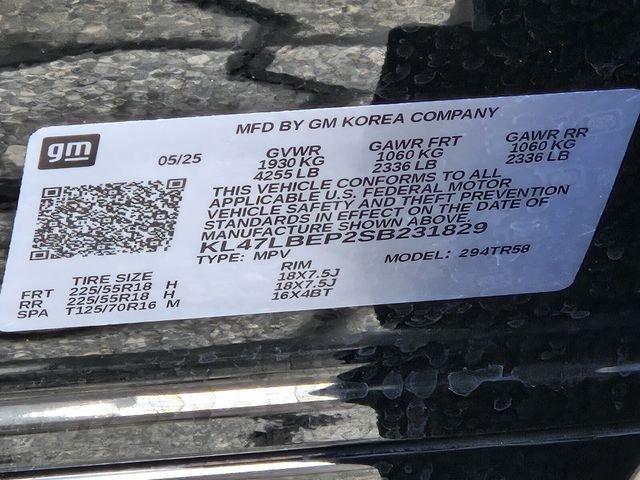 MFD BY GM KOREA COMPANY
gm
05/25
GVWR GAWR FRT GAWR RR
1930 KG 1060 KG 1060 KG
4255 LB 2336 LB 2336 LB
THIS VEHICLE CONFORMS TO ALL
APPLICABLE U.S. FEDERAL MOTOR
VEHICLE SAFETY AND THEFT PREVENTION
STANDARDS IN EFFECT ON THE DATE OF
MANUFACTURE SHOWN ABOVE.
KL47LBEP2SB231829
TYPE: MPV MODEL: 294TR58
TIRE SIZE RIM
FRT 225/55R18 H 18X7.5J
RR 225/55R18 H 18X7.5J
SPA T125/70R16 M 16X4BT